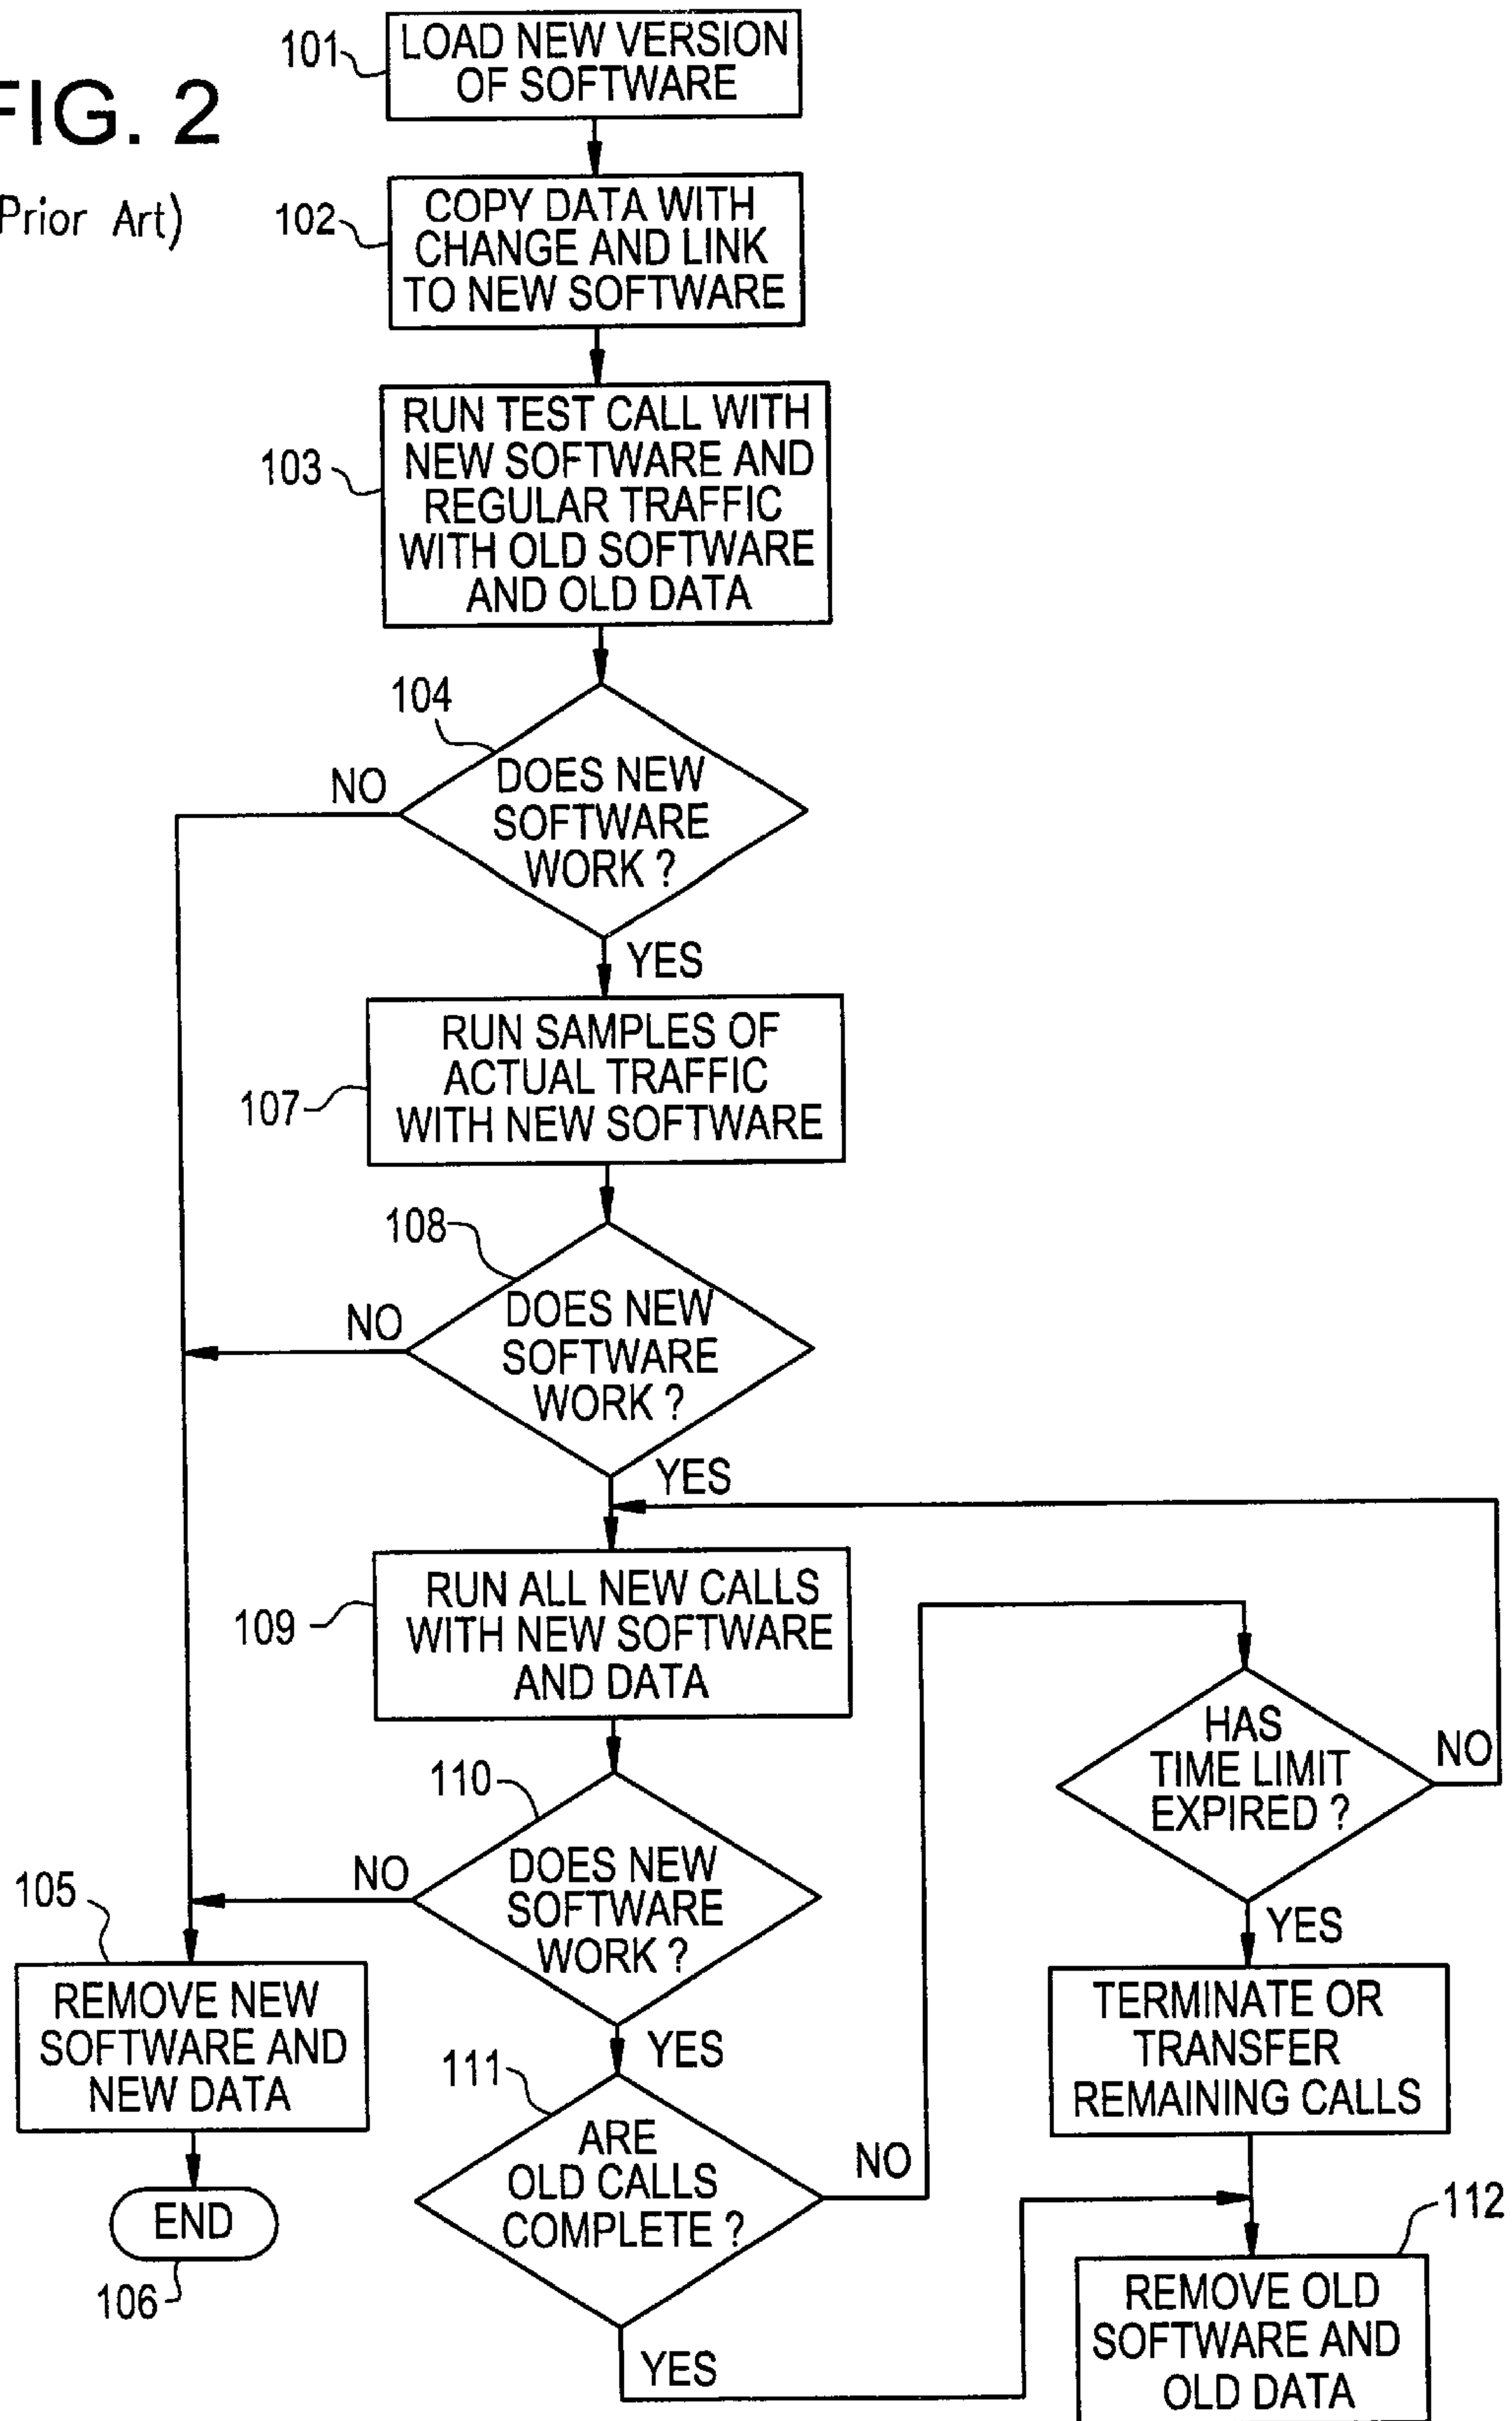 FIG. 2
Prior Art)
101
LOAD NEW VERSION
OF SOFTWARE
102
COPY DATA WITH
CHANGE AND LINK
TO NEW SOFTWARE
103
RUN TEST CALL WITH
NEW SOFTWARE AND
REGULAR TRAFFIC
WITH OLD SOFTWARE
AND OLD DATA
104
NO
DOES NEW
SOFTWARE
WORK ?
YES
107
RUN SAMPLES OF
ACTUAL TRAFFIC
WITH NEW SOFTWARE
108
NO
DOES NEW
SOFTWARE
WORK ?
YES
109
RUN ALL NEW CALLS
WITH NEW SOFTWARE
AND DATA
110
NO
DOES NEW
SOFTWARE
WORK ?
YES
105
REMOVE NEW
SOFTWARE AND
NEW DATA
END
106
111
ARE
OLD CALLS
COMPLETE ?
NO
YES
HAS
TIME LIMIT
EXPIRED ?
NO
YES
TERMINATE OR
TRANSFER
REMAINING CALLS
112
REMOVE OLD
SOFTWARE AND
OLD DATA